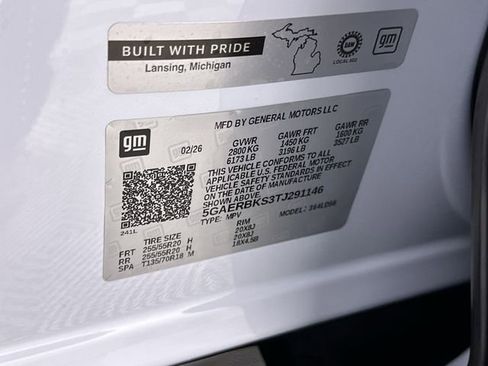 BUILT WITH PRIDE
Lansing, Michigan
UAW
LOCAL 602
gm
gm
MFD BY GENERAL MOTORS LLC
02/26
GVWR GAWR FRT GAWR RR
2800 KG 1450 KG 1600 KG
6173 LB 3196 LB 3527 LB
THIS VEHICLE CONFORMS TO ALL
APPLICABLE U.S. FEDERAL MOTOR
VEHICLE SAFETY STANDARDS IN EFFECT
ON THE DATE OF MANUFACTURE
SHOWN ABOVE.
5GAERBKS3TJ291146
TYPE: MPV MODEL:
241L
TIRE SIZE RIM
FRT 255/55R20 H 20X8J
RR 255/55R20 H 20X8J
SPA T135/70R18 M 18X4.5B